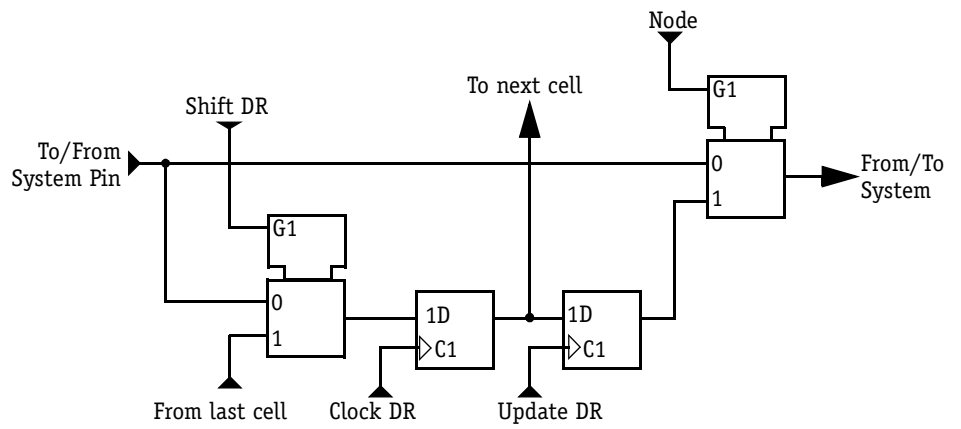 Node
G1
To next cell
Shift DR
To/From
System Pin
0
1
From/To
System
G1
0
1
1D
C1
1D
C1
From last cell
Clock DR
Update DR